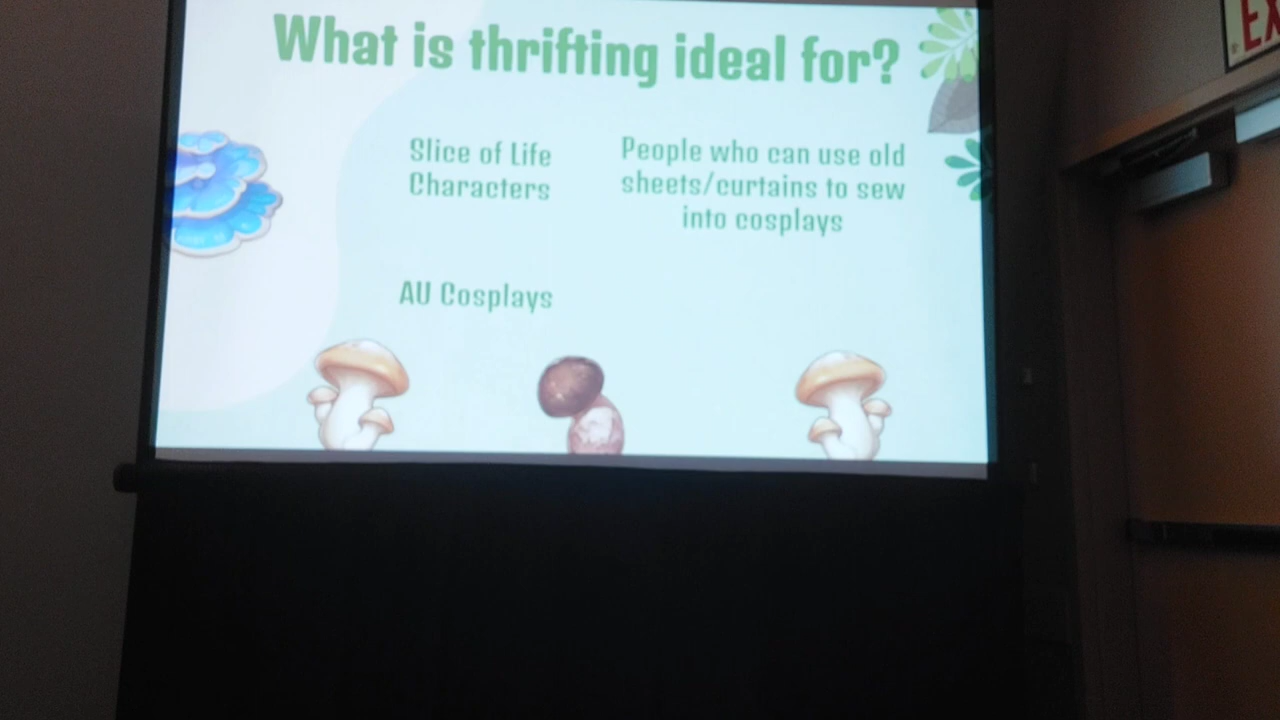 What is thrifting ideal for?
Slice of Life
Characters
People who can use old
sheets/curtains to sew
into cosplays
AU Cosplays
EX